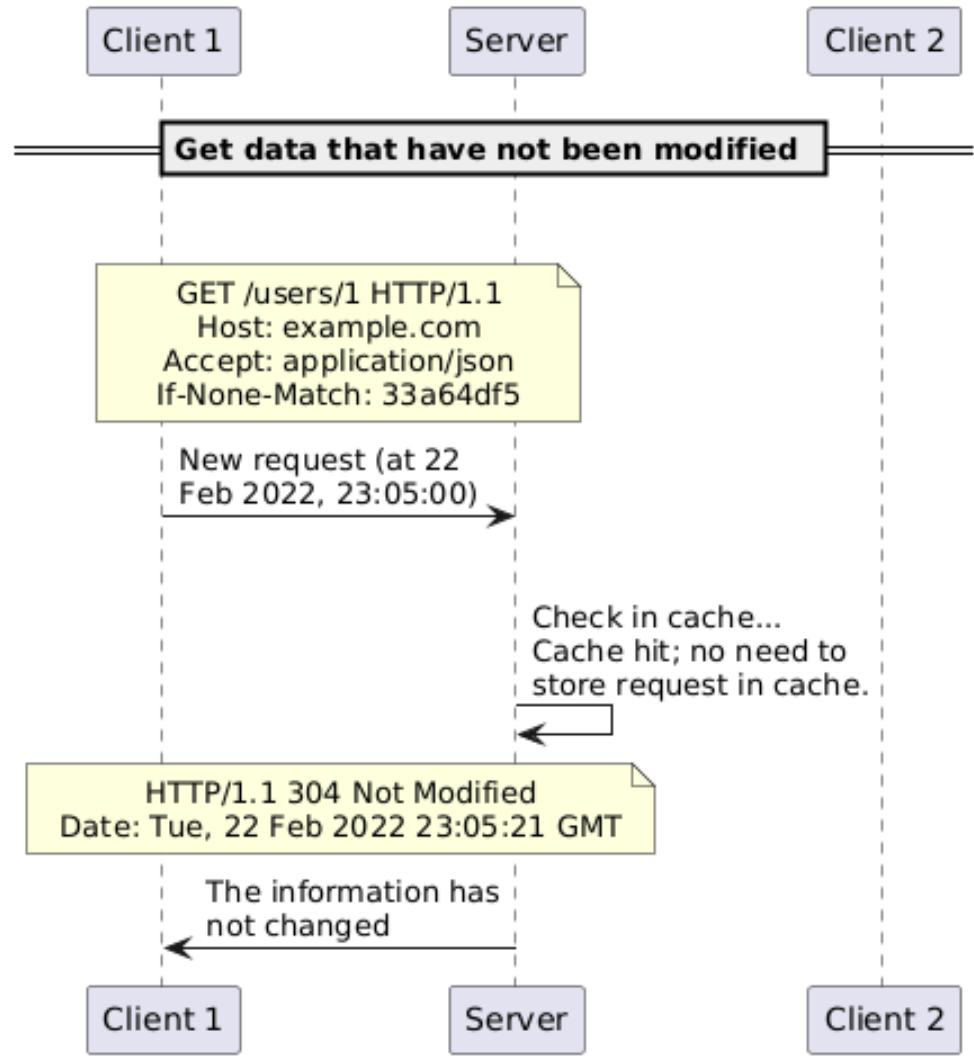 Client 1
Server
Client 2
Get data that have not been modified
GET /users/1 HTTP/1.1
Host: example.com
Accept: application/json
If-None-Match: 33a64df5
New request (at 22
Feb 2022, 23:05:00)
Check in cache...
Cache hit; no need to
store request in cache.
HTTP/1.1 304 Not Modified
Date: Tue, 22 Feb 2022 23:05:21 GMT
The information has
not changed
Client 1
Server
Client 2